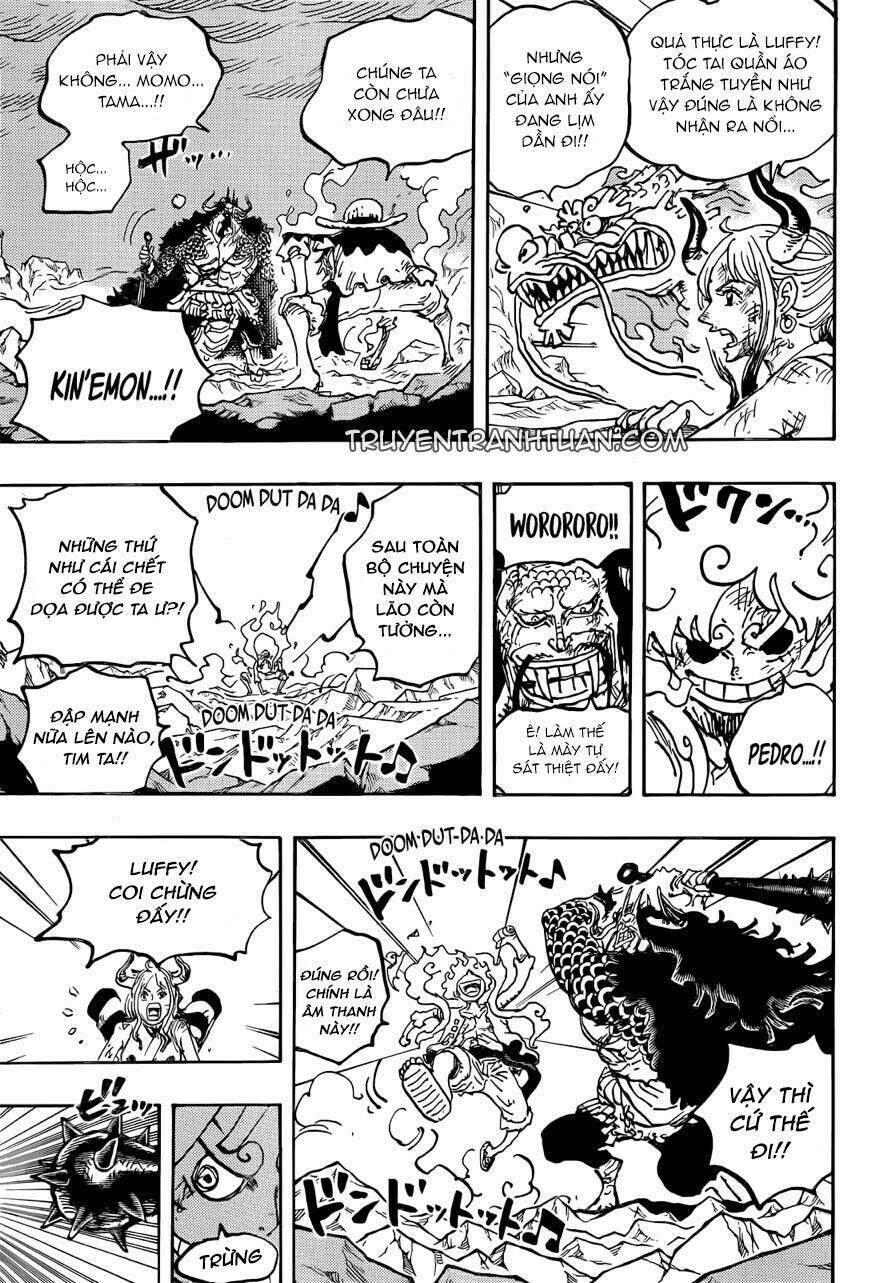 QUẢ THỰC LÀ LUFFY!
TÓC TAI QUẦN ÁO
TRẮNG TUYỀN NHƯ
VẬY ĐÚNG LÀ KHÔNG
NHẬN RA NỔI...
NHƯNG
"GIỌNG NÓI"
CỦA ANH ẤY
ĐANG LỊM
DẦN ĐI!!
CHÚNG TA
CÒN CHƯA
XONG ĐÂU!!
PHẢI VẬY
KHÔNG... MOMO...
TAMA...!!
HỘC...
HỘC...
ザッ...
KIN'EMON...!!
TRUYENTRANHTUAN.COM
ドクン...
PEDRO...!!
WORORORO!!
Ê! LÀM THẾ
LÀ MÀY TỰ
SÁT THIỆT ĐẤY!
DOOM DUT DA DA
SAU TOÀN
BỘ CHUYỆN
NÀY MÀ
LÃO CÒN
TƯỞNG...
NHỮNG THỨ
NHƯ CÁI CHẾT
CÓ THỂ ĐE
DỌA ĐƯỢC TA Ư?!
DOOM·DUT·DA·DA
ドンドットット♪
ĐẬP MẠNH
NỮA LÊN NÀO,
TIM TA!!
DOOM·DUT·DA·DA
ドンドットット♪
ĐÚNG RỒI!
CHÍNH LÀ
ÂM THANH
NÀY!!
VẬY THÌ
CỨ THẾ
ĐI!!
ドンドットット♪
LUFFY!
COI CHỪNG
ĐẤY!!
TRỪNG
ビュッ...